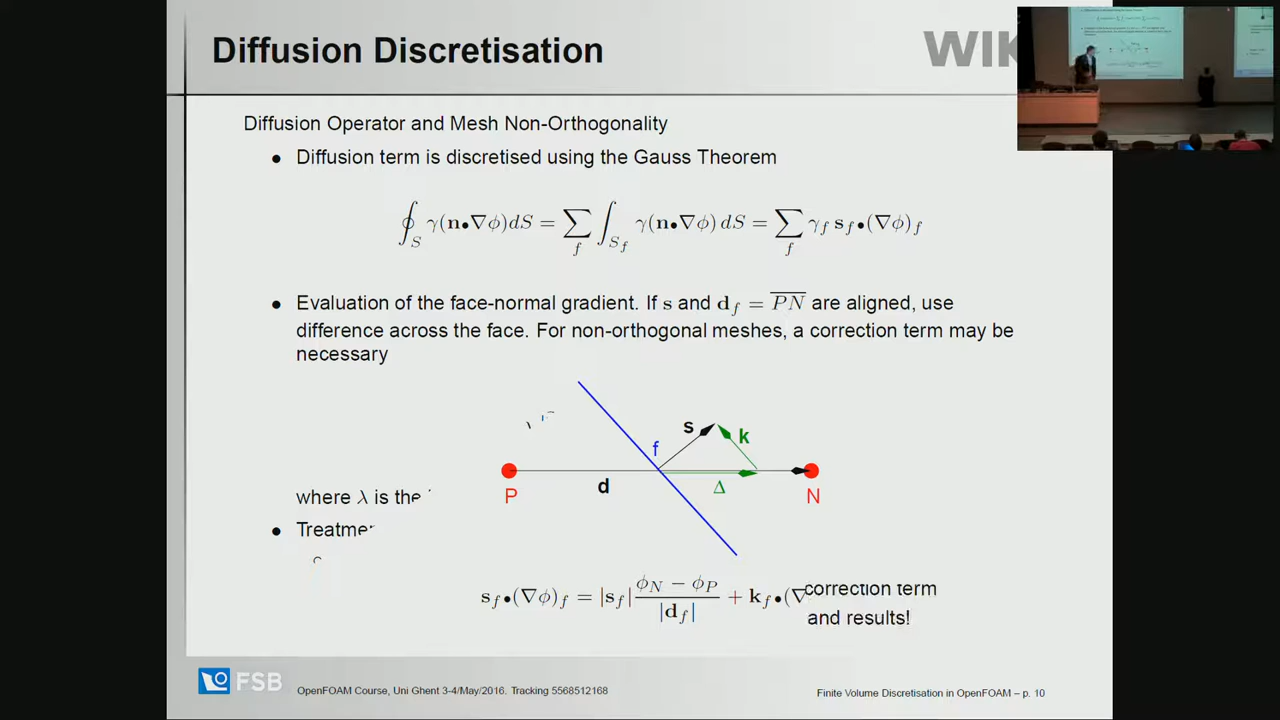 Diffusion Discretisation
WIK
Diffusion Operator and Mesh Non-Orthogonality
• Diffusion term is discretised using the Gauss Theorem
∮_S γ(n•∇φ)dS = ∑_f ∫_{S_f} γ(n•∇φ) dS = ∑_f γ_f s_f•(∇φ)_f
• Evaluation of the face-normal gradient. If s and d_f = \overline{PN} are aligned, use
difference across the face. For non-orthogonal meshes, a correction term may be
necessary
f
s
k
P
d
Δ
N
where λ is the
• Treatme
s_f•(∇φ)_f = |s_f| (φ_N − φ_P)/|d_f| + k_f•(∇
correction term
and results!
FSB
OpenFOAM Course, Uni Ghent 3-4/May/2016. Tracking 5568512168
Finite Volume Discretisation in OpenFOAM – p. 10